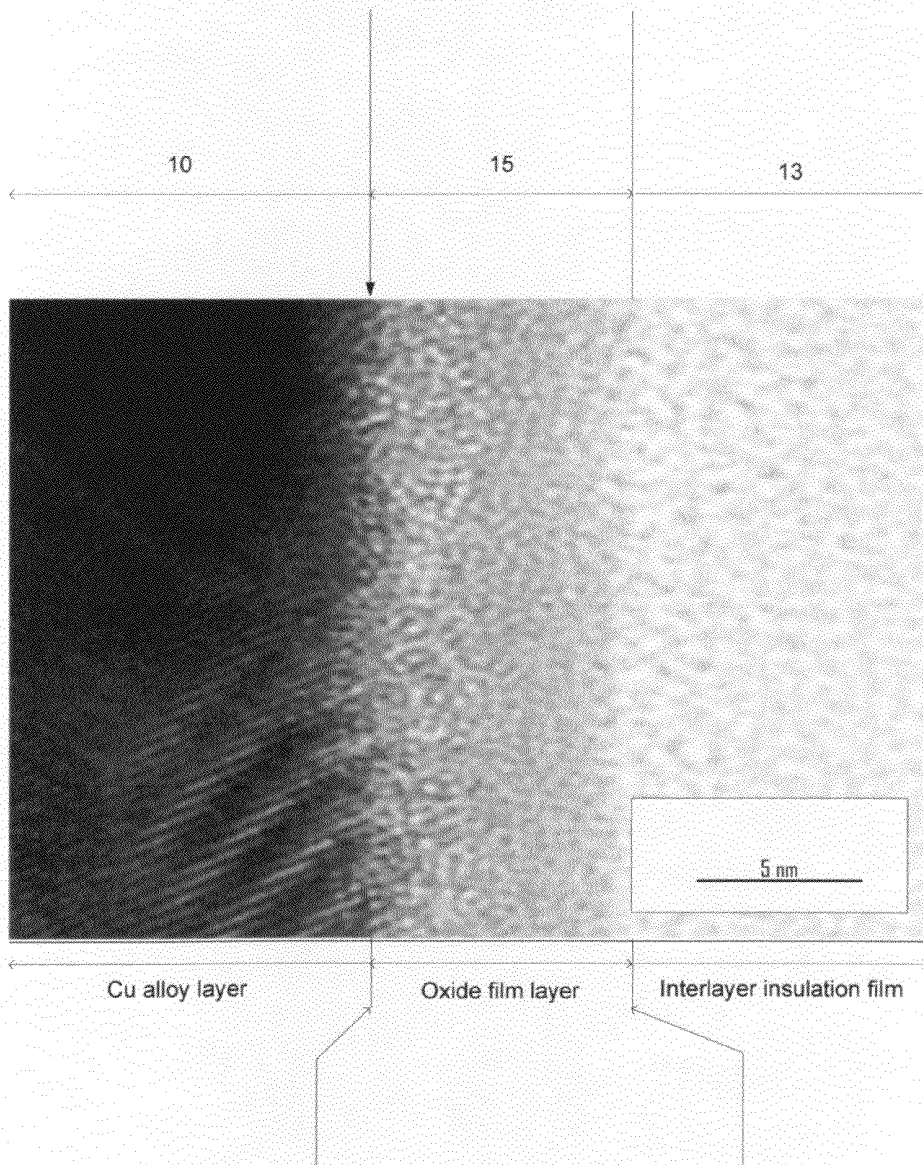 10
15
13
5 nm
Cu alloy layer
Oxide film layer
Interlayer insulation film